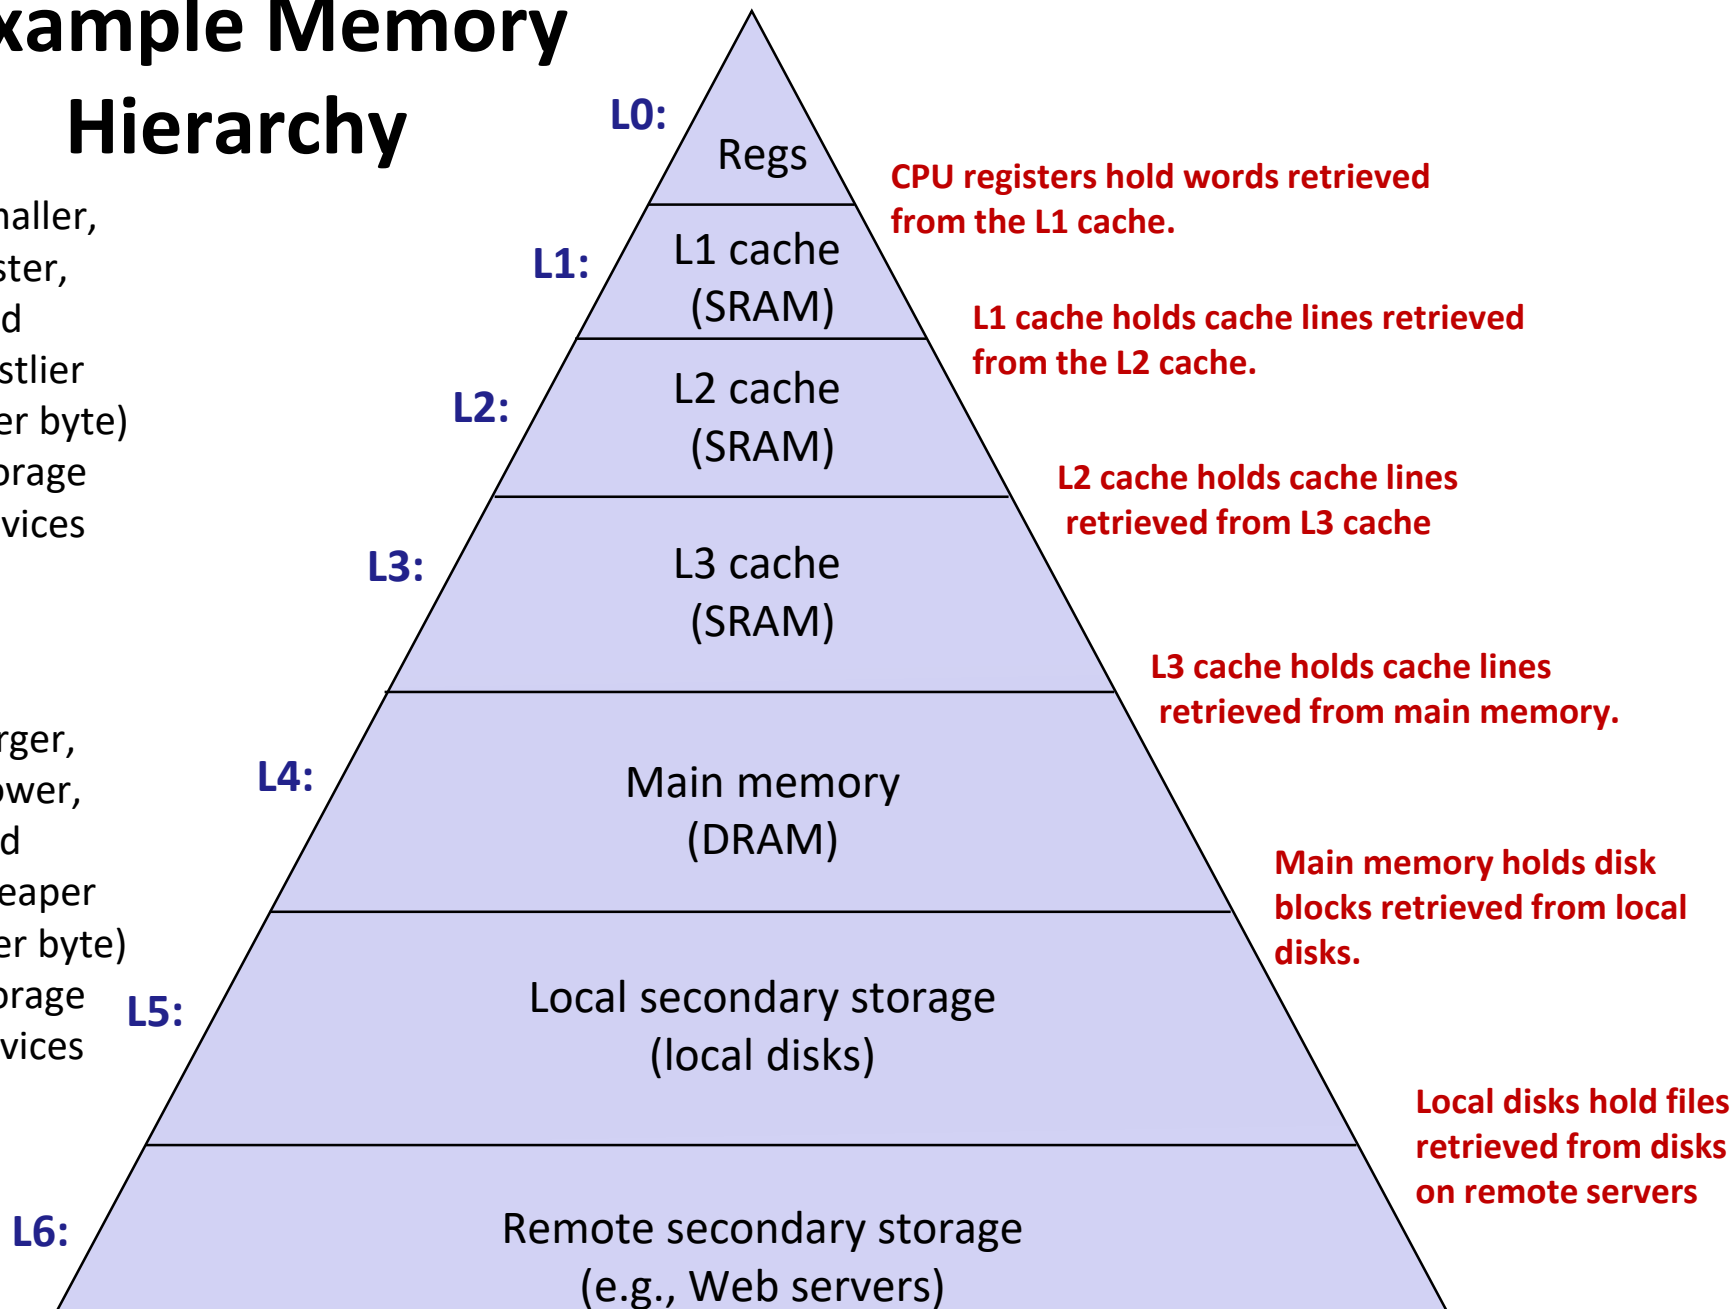 xample Memory
Hierarchy
L0:
Regs
CPU registers hold words retrieved
from the L1 cache.
maller,
ster,
d
stlier
er byte)
orage
vices
L1:
L1 cache
(SRAM)
L1 cache holds cache lines retrieved
from the L2 cache.
L2:
L2 cache
(SRAM)
L2 cache holds cache lines
retrieved from L3 cache
L3:
L3 cache
(SRAM)
L3 cache holds cache lines
retrieved from main memory.
rger,
ower,
d
eaper
er byte)
orage
vices
L4:
Main memory
(DRAM)
Main memory holds disk
blocks retrieved from local
disks.
L5:
Local secondary storage
(local disks)
Local disks hold files
retrieved from disks
on remote servers
L6:
Remote secondary storage
(e.g., Web servers)